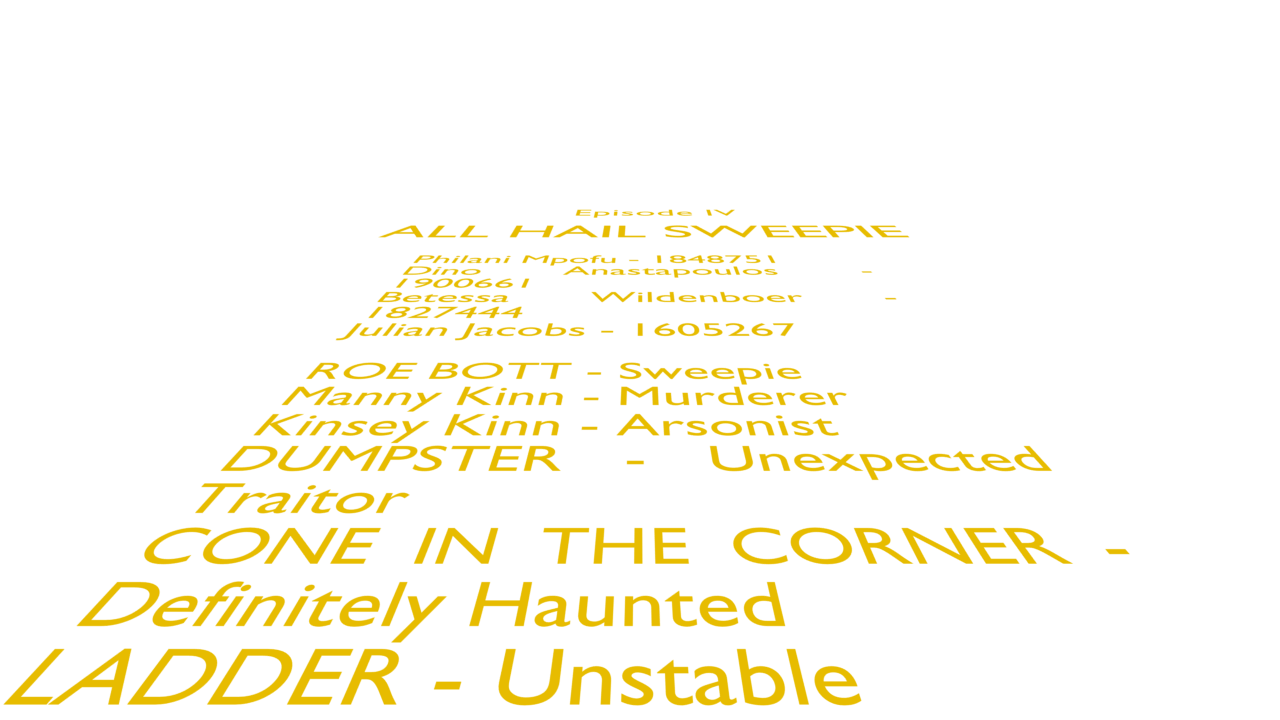 Episode IV
ALL HAIL SWEEPIE
Philani Mpofu - 1848751
Dino Anastapoulos -
1900661
Betessa Wildenboer -
1827444
Julian Jacobs - 1605267
ROE BOTT - Sweepie
Manny Kinn - Murderer
Kinsey Kinn - Arsonist
DUMPSTER - Unexpected
Traitor
CONE IN THE CORNER -
Definitely Haunted
LADDER - Unstable